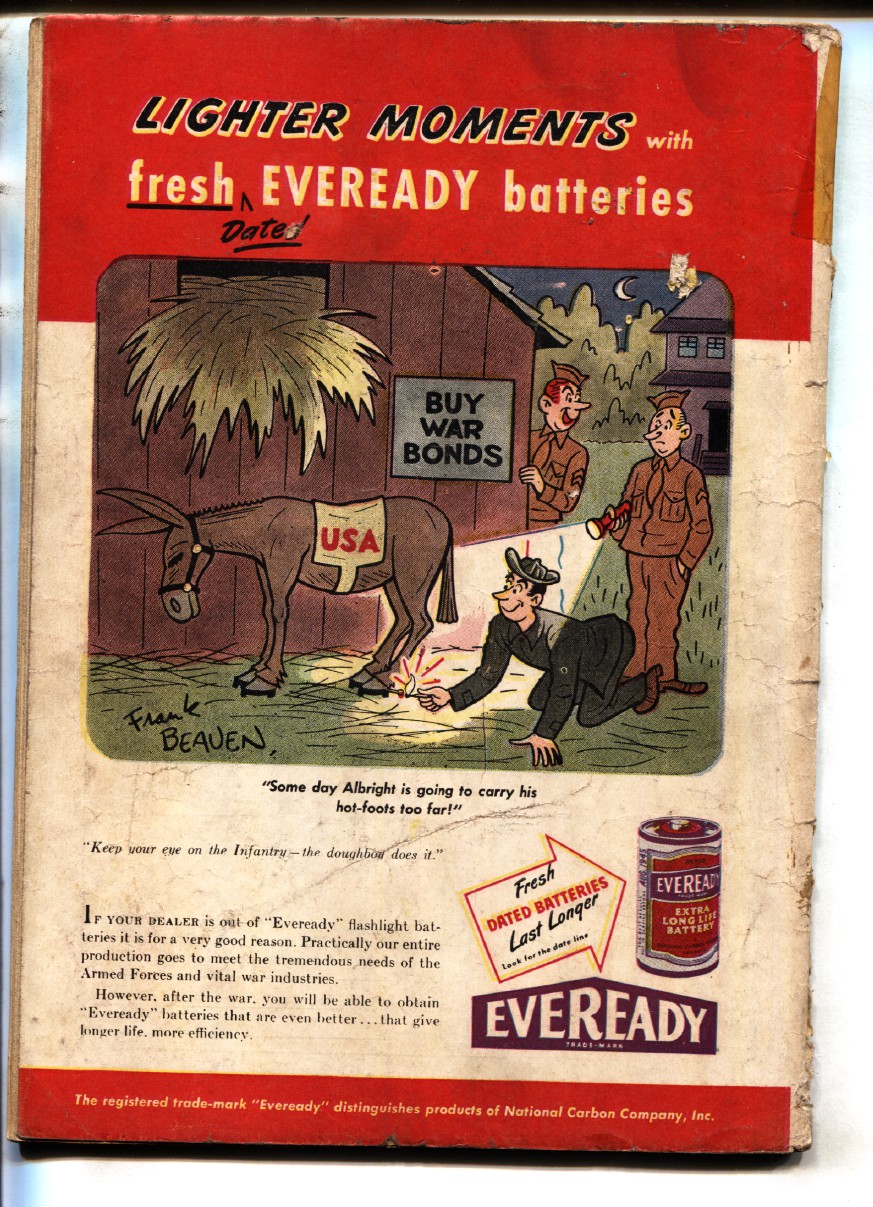 LIGHTER MOMENTS with
fresh EVEREADY batteries
Dated
BUY
WAR
BONDS
USA
Frank
BEAVEN
"Some day Albright is going to carry his
hot-foots too far!"
"Keep your eye on the Infantry—the doughboy does it."
IF YOUR DEALER is out of "Eveready" flashlight bat-
teries it is for a very good reason. Practically our entire
production goes to meet the tremendous needs of the
Armed Forces and vital war industries.
However, after the war, you will be able to obtain
"Eveready" batteries that are even better...that give
longer life, more efficiency.
Fresh
DATED BATTERIES
Last Longer
Look for the date line
EVEREADY
TRADE-MARK
EXTRA
LONG LIFE
BATTERY
EVEREADY
TRADE-MARK
The registered trade-mark "Eveready" distinguishes products of National Carbon Company, Inc.